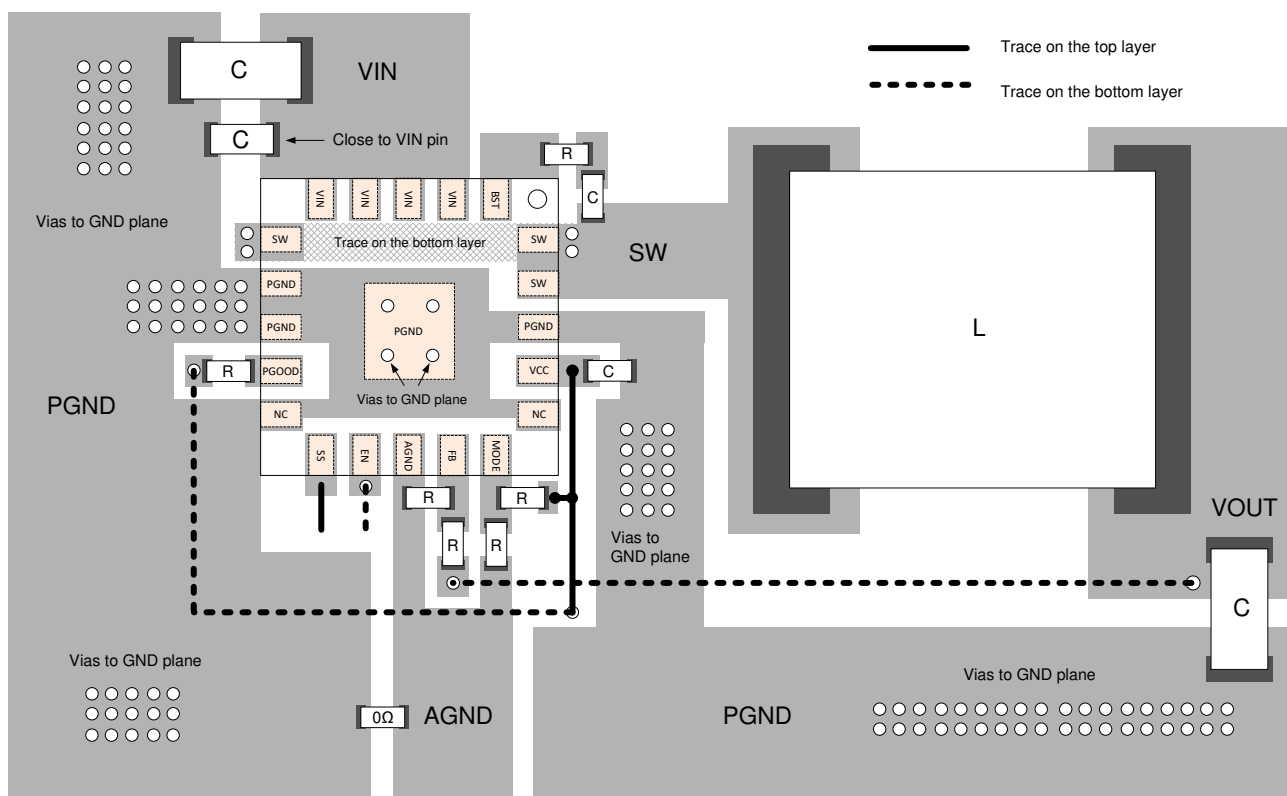 C
VIN
Trace on the top layer
Trace on the bottom layer
C
Close to VIN pin
R
C
VIN
VIN
VIN
VIN
BST
Vias to GND plane
SW
Trace on the bottom layer
SW
SW
PGND
SW
PGND
PGND
PGND
L
PGOOD
R
VCC
C
Vias to GND plane
PGND
NC
NC
SS
EN
AGND
FB
MODE
R
R
VOUT
R
R
Vias to
GND plane
C
Vias to GND plane
Vias to GND plane
0Ω
AGND
PGND